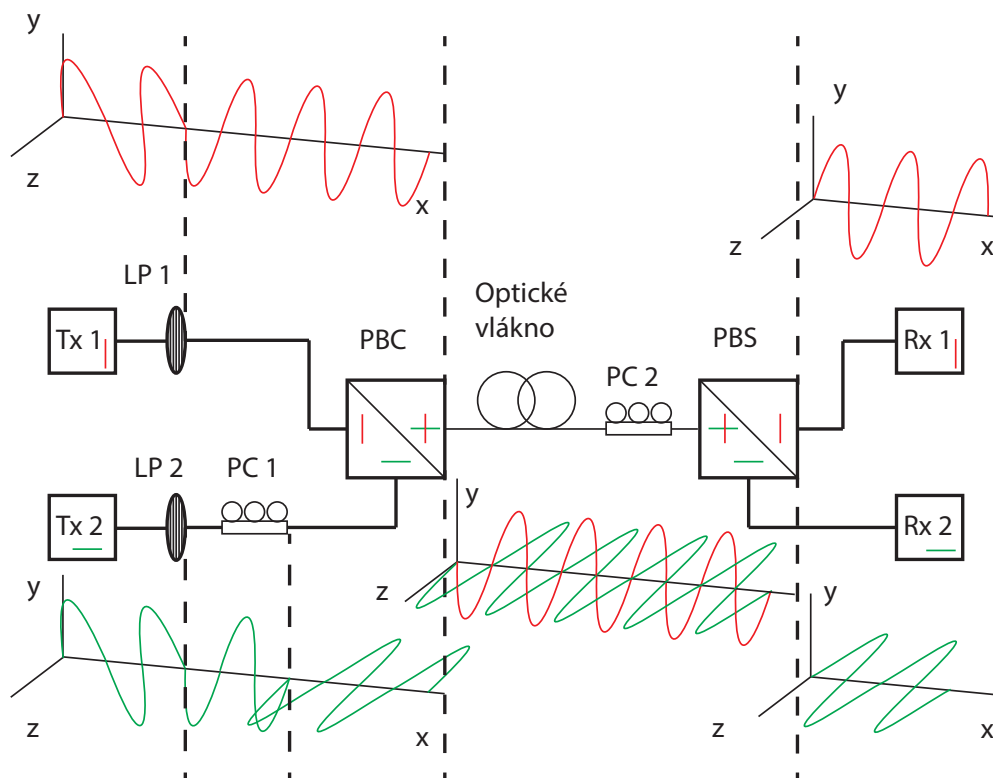 y
z
x
y
z
x
LP 1
Tx 1
PBC
Optické
vlákno
PC 2
PBS
Rx 1
LP 2
PC 1
Tx 2
Rx 2
y
z
y
z
x
y
z
x